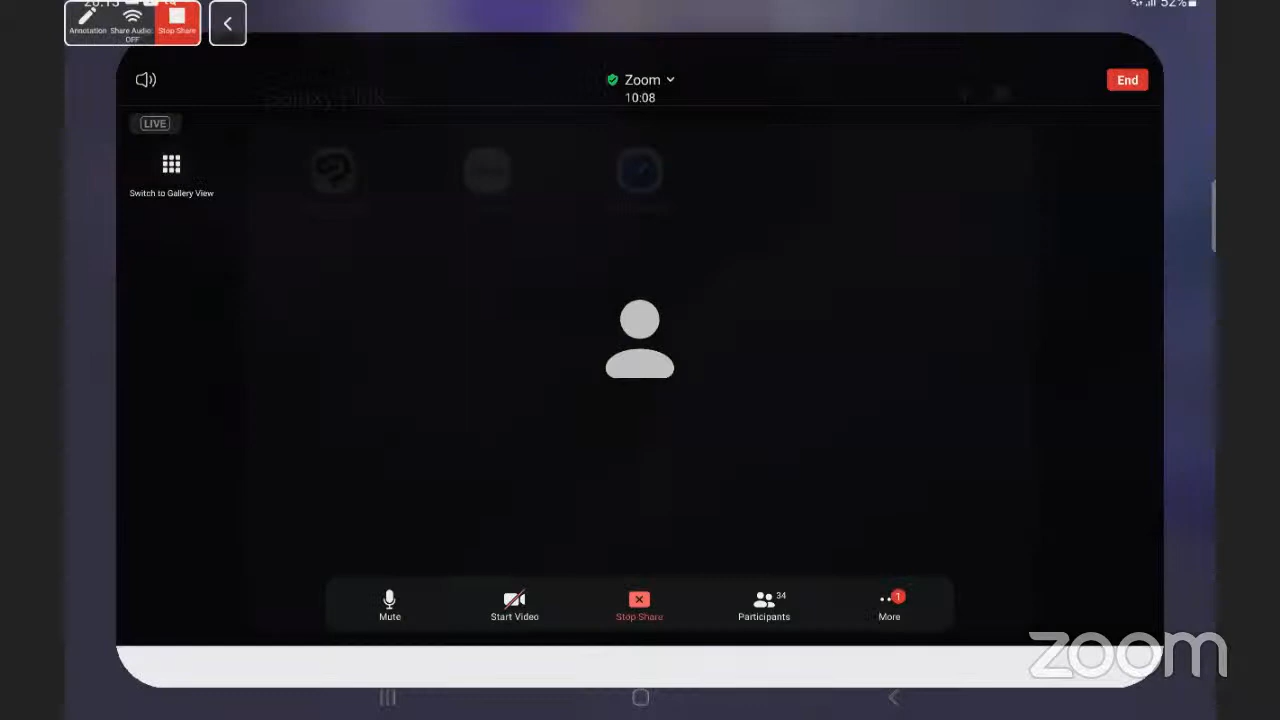 52%
Annotation Share Audio: Stop Share
OFF
Zoom
10:08
End
LIVE
Switch to Gallery View
34
1
Mute Start Video Stop Share Participants More
zoom